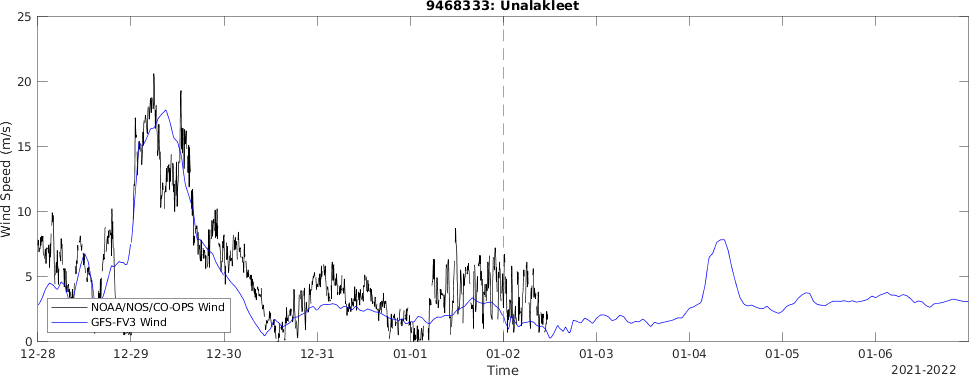 9468333: Unalakleet
25
20
15
10
5
0
Wind Speed (m/s)
NOAA/NOS/CO-OPS Wind
GFS-FV3 Wind
12-28 12-29 12-30 12-31 01-01 01-02 01-03 01-04 01-05 01-06
Time
2021-2022